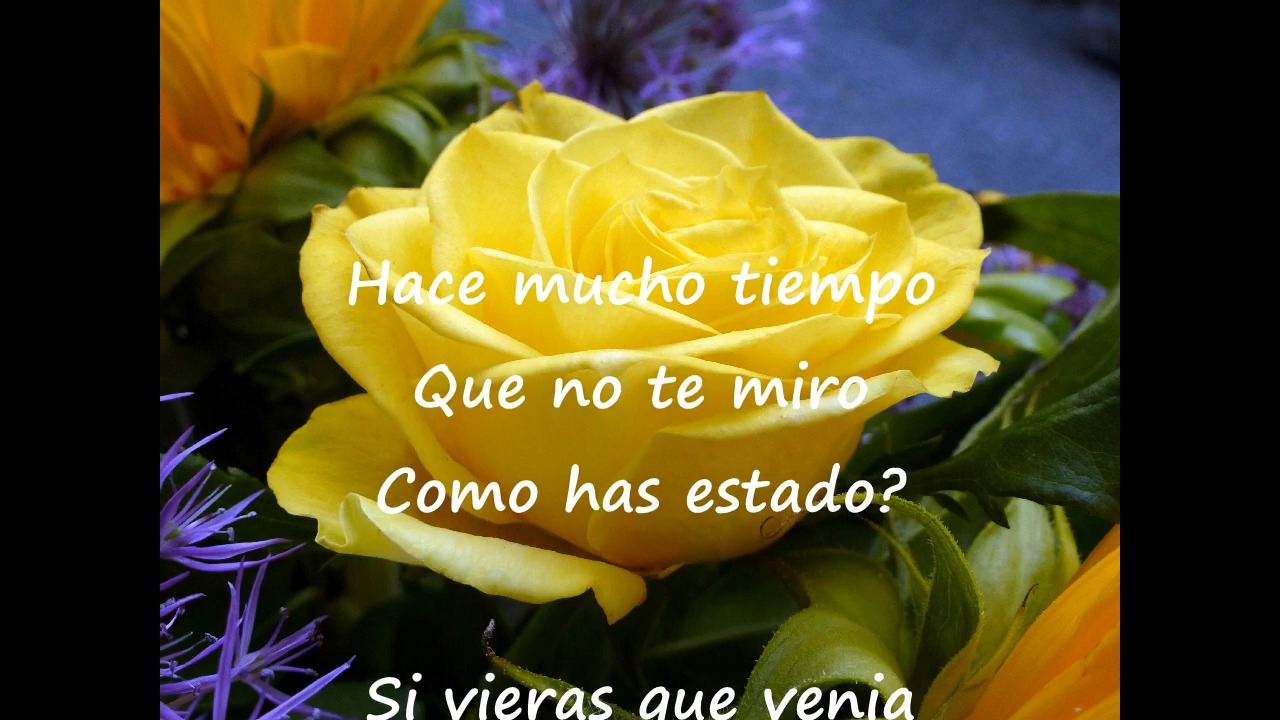 Hace mucho tiempo
Que no te miro
Como has estado?
Si vieras que venia